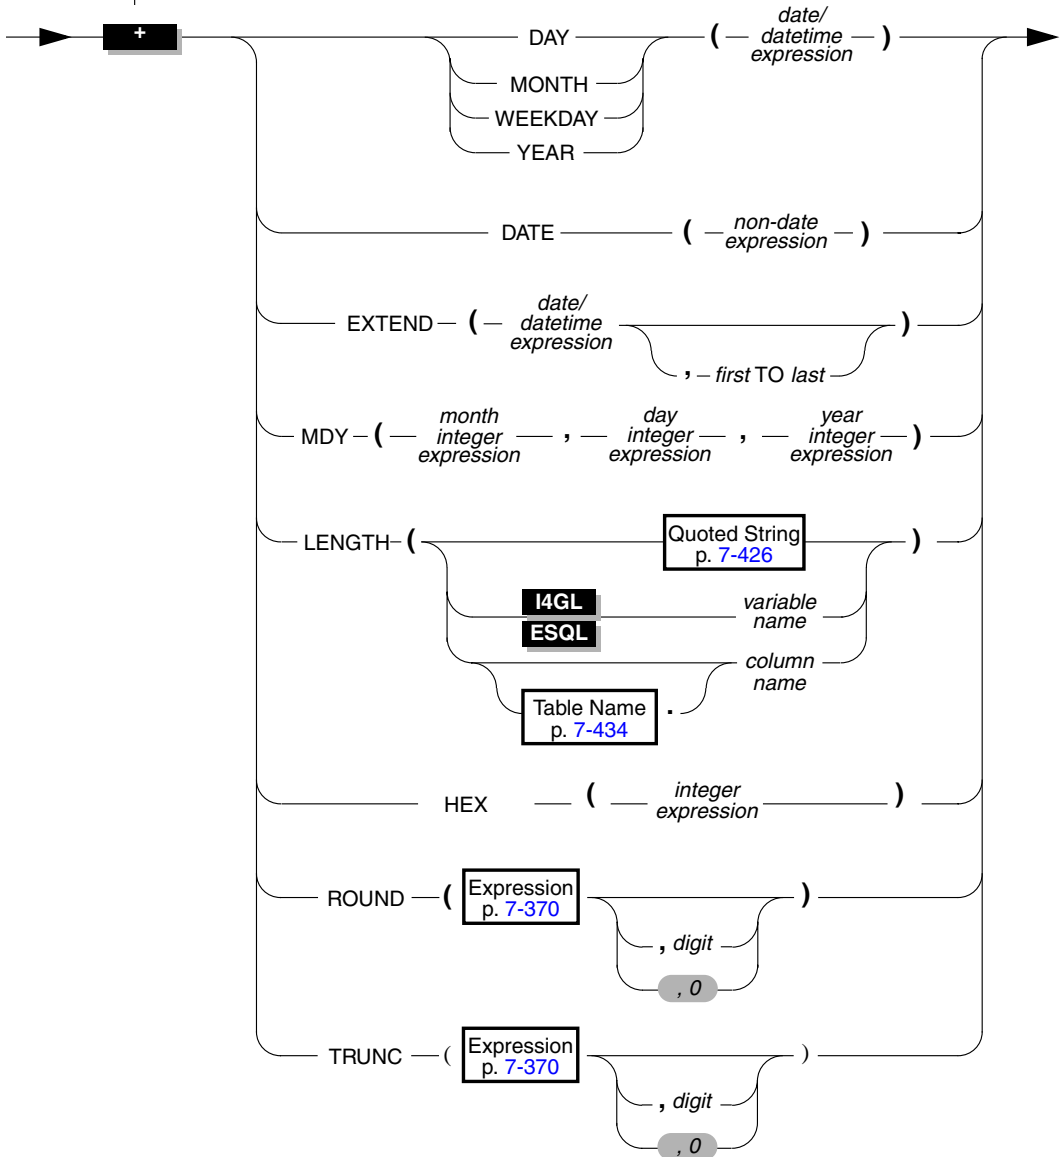 +
DAY ( date/
datetime
expression )
MONTH
WEEKDAY
YEAR
DATE ( non-date
expression )
EXTEND ( date/
datetime
expression )
, first TO last
MDY ( month
integer
expression , day
integer
expression , year
integer
expression )
LENGTH ( Quoted String
p. 7-426 )
I4GL
ESQL
variable
name
column
name
Table Name
p. 7-434 .
HEX ( integer
expression )
ROUND ( Expression
p. 7-370 )
, digit
, 0
TRUNC ( Expression
p. 7-370 )
, digit
, 0